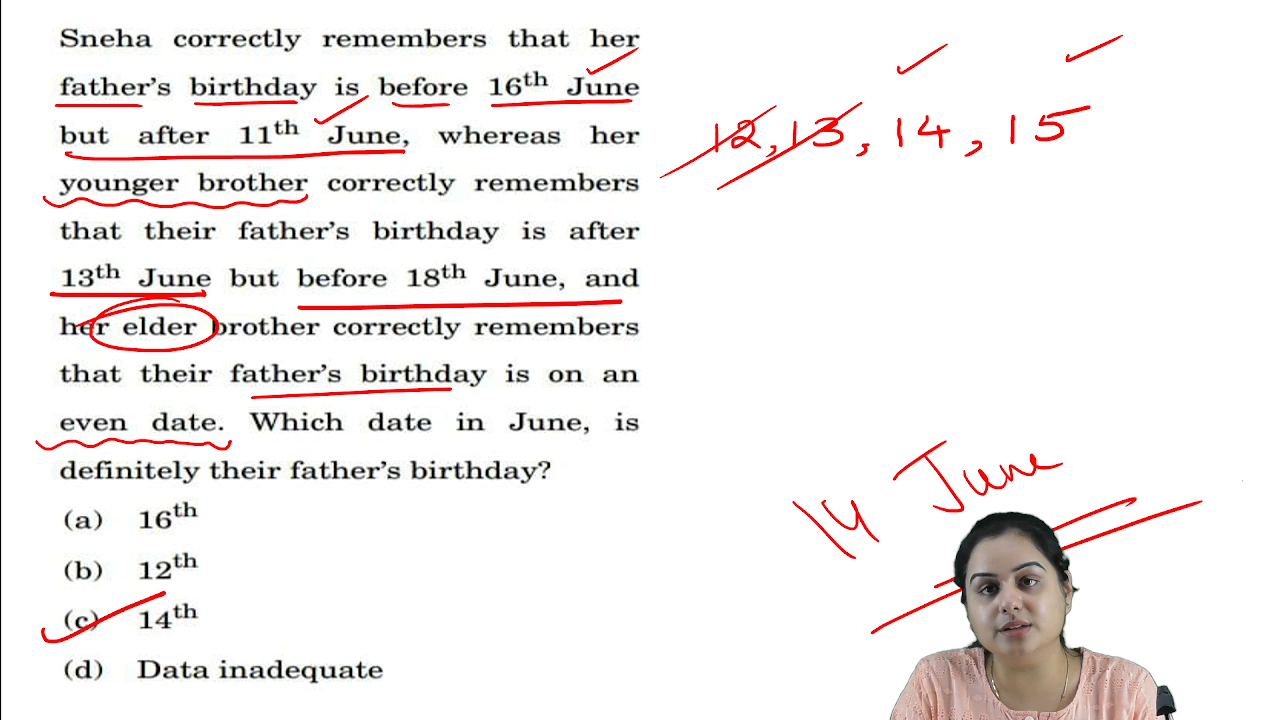 Sneha correctly remembers that her
father's birthday is before 16th June
but after 11th June, whereas her
younger brother correctly remembers
that their father's birthday is after
13th June but before 18th June, and
her elder brother correctly remembers
that their father's birthday is on an
even date. Which date in June, is
definitely their father's birthday?
(a) 16th
(b) 12th
(c) 14th
(d) Data inadequate
12, 13, 14, 15
14 June